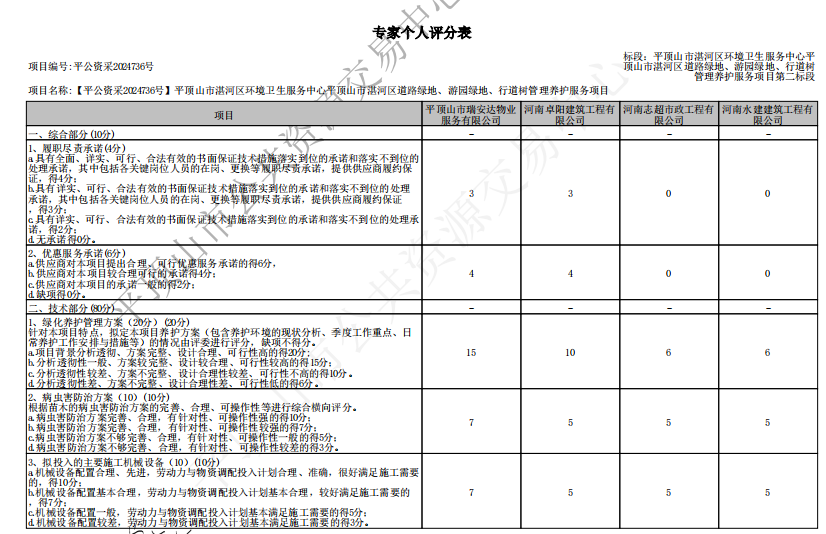 专家个人评分表
项目编号:平公资采2024736号
标段：平顶山市湛河区环境卫生服务中心平
顶山市湛河区道路绿地、游园绿地、行道树
管理养护服务项目第二标段
项目名称:【平公资采2024736号】平顶山市湛河区环境卫生服务中心平顶山市湛河区道路绿地、游园绿地、行道树管理养护服务项目
项目 平顶山市瑞安达物业 河南卓阳建筑工程有 河南志超市政工程有 河南水建建筑工程有
服务有限公司 限公司 限公司 限公司
一、综合部分(10分) - - - -
1、履职尽责承诺(4分)
a.具有全面、详实、可行、合法有效的书面保证技术措施落实到位的承诺和落实不到位的
处理承诺，其中包括各关键岗位人员的在岗、更换等履职尽责承诺，提供供应商履约保
证，得4分；
b.具有详实、可行、合法有效的书面保证技术措施落实到位的承诺和落实不到位的处理
承诺，其中包括各关键岗位人员的在岗、更换等履职尽责承诺，提供供应商履约保证
，得3分；
c.具有详实、可行、合法有效的书面保证技术措施落实到位的承诺和落实不到位的处理承
诺，得2分；
d.无承诺得0分。
3 3 0 0
2、优惠服务承诺(6分)
a.供应商对本项目提出合理、可行优惠服务承诺的得6分，
b.供应商对本项目较合理可行的承诺得4分；
c.供应商对本项目的承诺一般的得2分；
d.缺项得0分。
4 4 0 0
二、技术部分(80分) - - - -
1、绿化养护管理方案（20分）(20分)
针对本项目特点，拟定本项目养护方案（包含养护环境的现状分析、季度工作重点、日
常养护工作安排与措施等）的情况由评委进行评分，缺项不得分。
a.项目背景分析透彻、方案完整、设计合理、可行性高的得20分；
b.分析透彻性一般、方案较完整、设计较合理、可行性较高的得15分；
c.分析透彻性较差、方案不完整、设计合理性较差、可行性不高的得10分。
d.分析透彻性差、方案不完整、设计合理性差、可行性低的得6分。
15 10 6 6
2、病虫害防治方案（10）(10分)
根据苗木的病虫害防治方案的完善、合理、可操作性等进行综合横向评分。
a.病虫害防治方案完善、合理，有针对性、可操作性强的得10分；
b.病虫害防治方案完善、合理，有针对性、可操作性较强的得7分；
c.病虫害防治方案不够完善、合理，有针对性、可操作性一般的得5分；
d.病虫害防治方案不够完善、合理，有针对性、可操作性较差的得3分。
7 5 5 5
3、拟投入的主要施工机械设备（10）(10分)
a.机械设备配置合理、先进，劳动力与物资调配投入计划合理、准确，很好满足施工需要
的，得10分；
b.机械设备配置基本合理，劳动力与物资调配投入计划基本合理，较好满足施工需要的
，得7分；
c.机械设备配置一般，劳动力与物资调配投入计划基本满足施工需要的得5分；
d.机械设备配置较差，劳动力与物资调配投入计划基本满足施工需要的得3分。
7 5 5 5
平顶山市公共资源交易中心